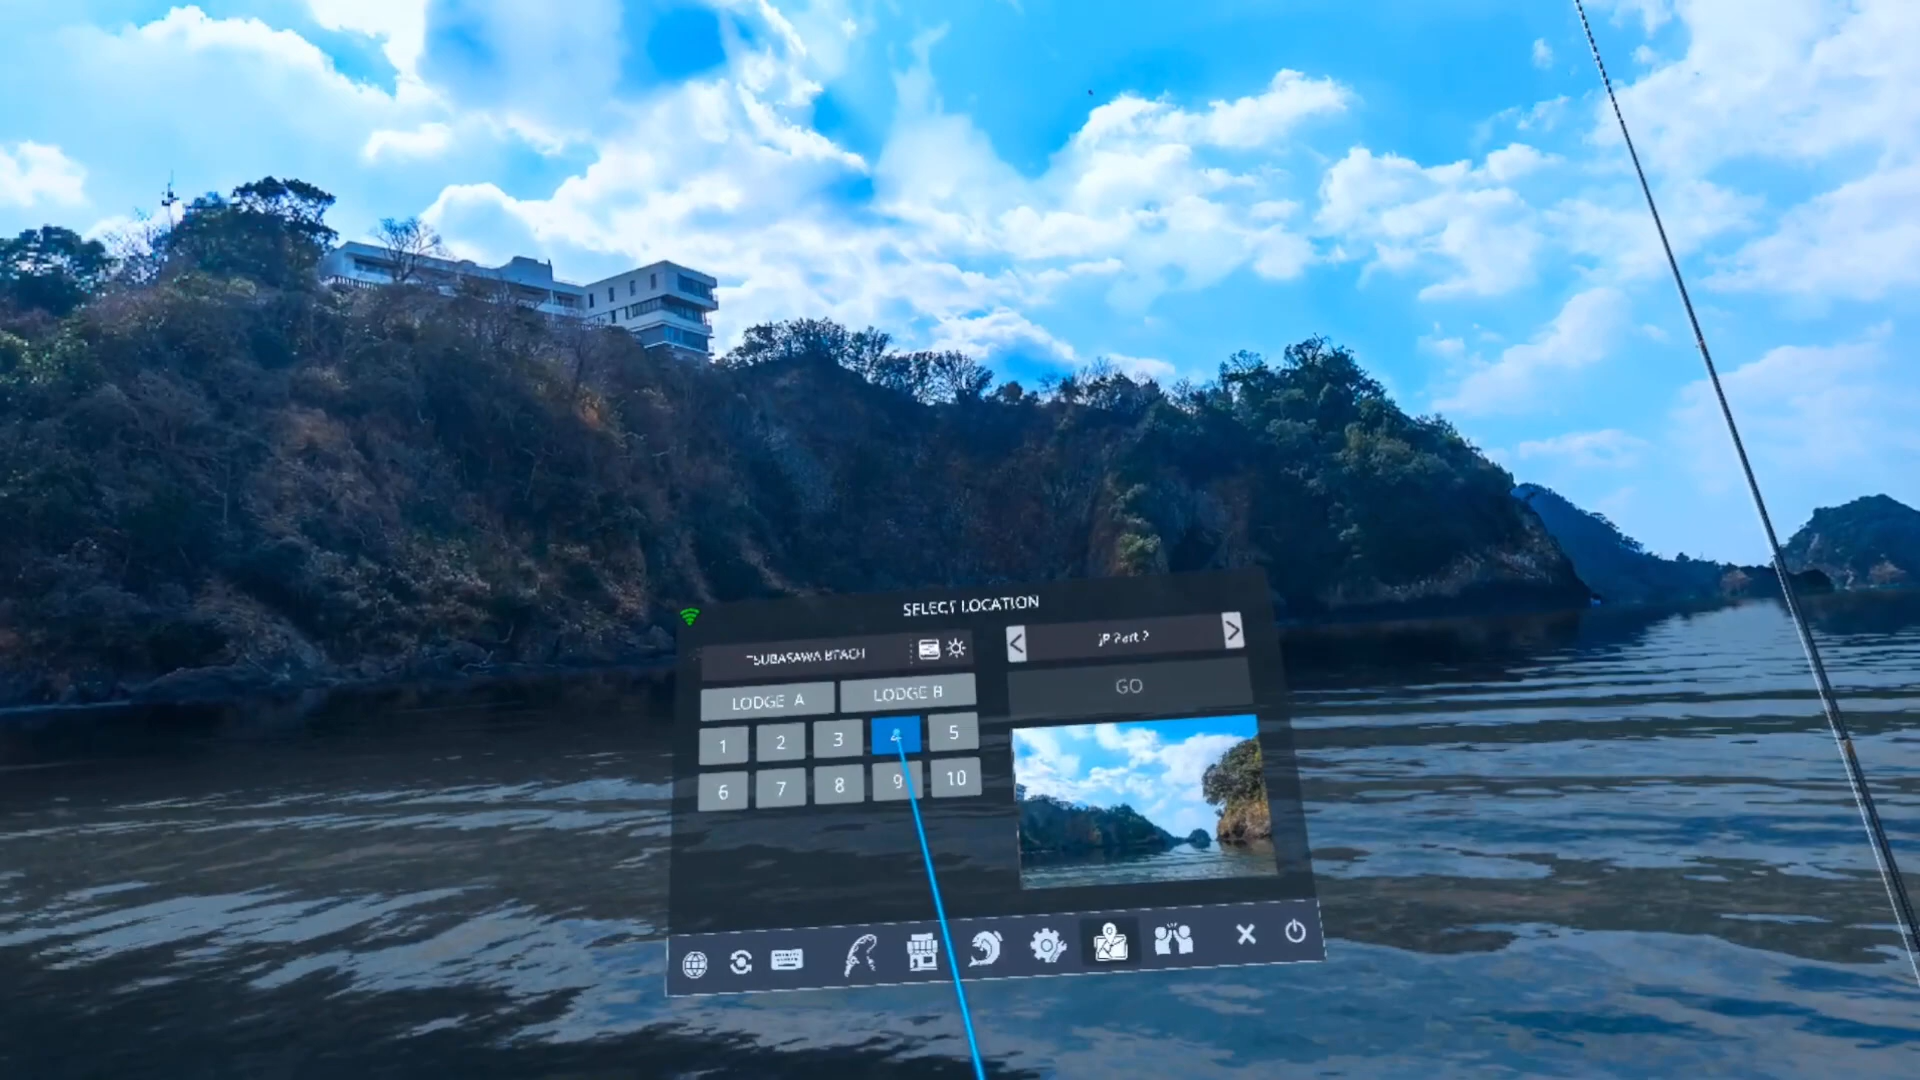 SELECT LOCATION
TSUBASAWA BEACH
JP Part 2
LODGE A
LODGE B
GO
1 2 3 4 5
6 7 8 9 10